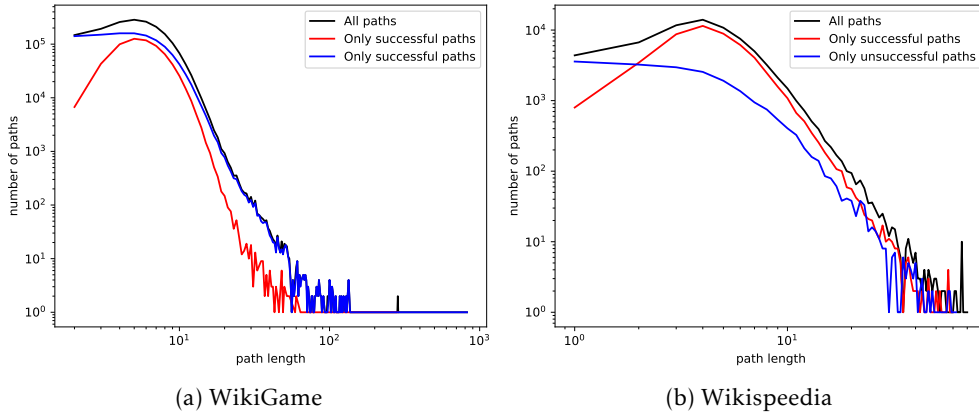 All paths
Only successful paths
Only successful paths
number of paths
10^5
10^4
10^3
10^2
10^1
10^0
10^1
10^2
10^3
path length
(a) WikiGame
All paths
Only successful paths
Only unsuccessful paths
number of paths
10^4
10^3
10^2
10^1
10^0
10^0
10^1
path length
(b) Wikispeedia